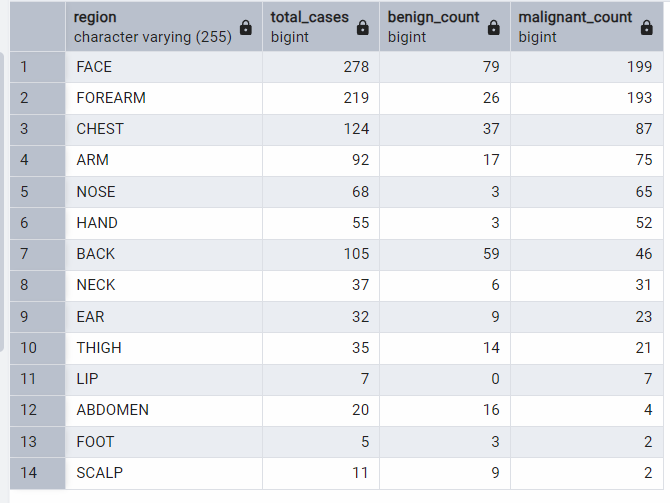 region total_cases benign_count malignant_count
character varying (255) bigint bigint bigint
1 FACE 278 79 199
2 FOREARM 219 26 193
3 CHEST 124 37 87
4 ARM 92 17 75
5 NOSE 68 3 65
6 HAND 55 3 52
7 BACK 105 59 46
8 NECK 37 6 31
9 EAR 32 9 23
10 THIGH 35 14 21
11 LIP 7 0 7
12 ABDOMEN 20 16 4
13 FOOT 5 3 2
14 SCALP 11 9 2